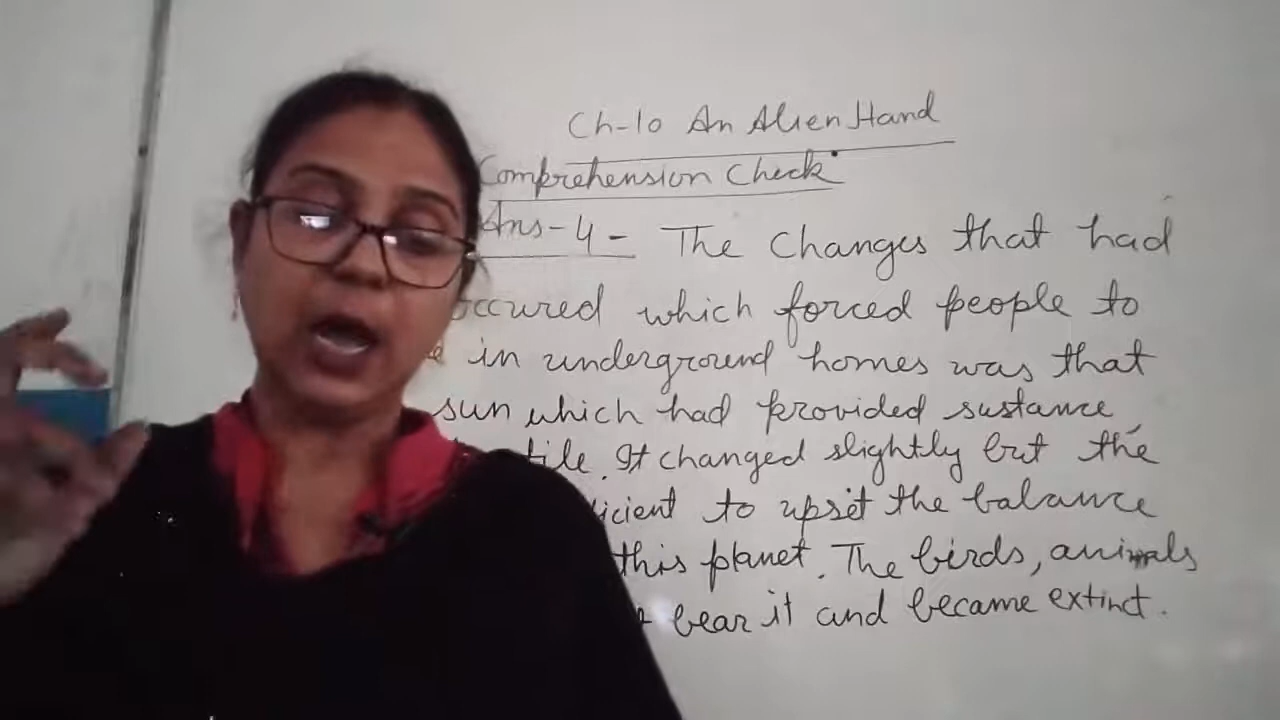 Ch-10 An Alien Hand
Comprehension Check
Ans-4- The changes that had
occured which forced people to
in underground homes was that
sun which had provided sustance
tile. It changed slightly but the
icient to upset the balance
this planet. The birds, animals
bear it and became extinct.